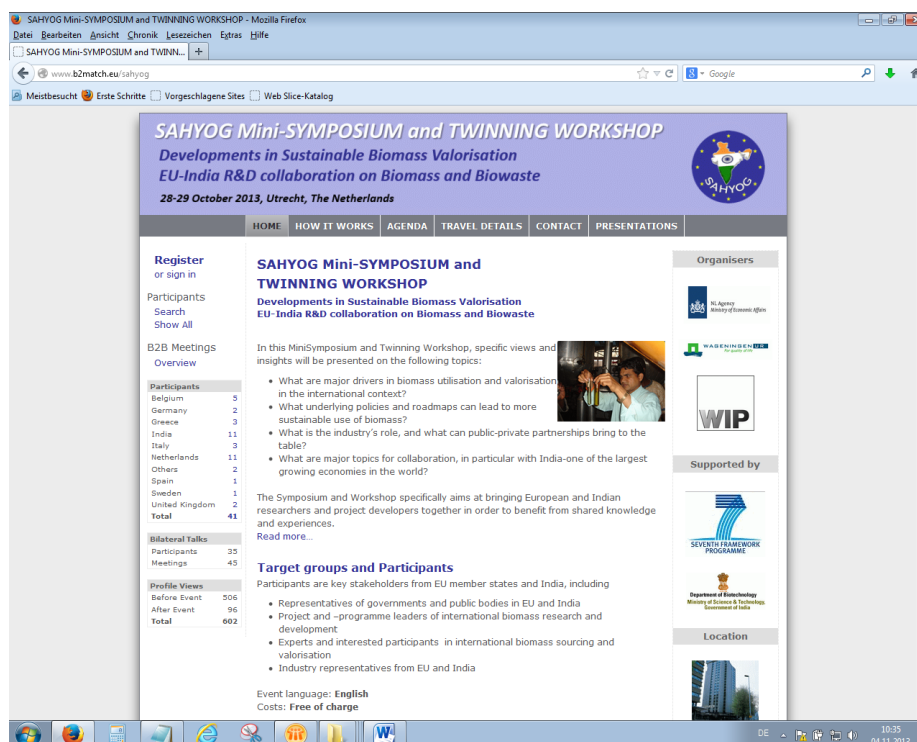 SAHYOG Mini-SYMPOSIUM and TWINNING WORKSHOP - Mozilla Firefox
Datei Bearbeiten Ansicht Chronik Lesezeichen Extras Hilfe
SAHYOG Mini-SYMPOSIUM and TWINN... +
www.b2match.eu/sahyog
Google
Meistbesucht Erste Schritte Vorgeschlagene Sites Web Slice-Katalog
SAHYOG Mini-SYMPOSIUM and TWINNING WORKSHOP
Developments in Sustainable Biomass Valorisation
EU-India R&D collaboration on Biomass and Biowaste
28-29 October 2013, Utrecht, The Netherlands
SAHYOG
HOME HOW IT WORKS AGENDA TRAVEL DETAILS CONTACT PRESENTATIONS
Register
or sign in
Participants
Search
Show All
B2B Meetings
Overview
Participants
Belgium 5
Germany 2
Greece 3
India 11
Italy 3
Netherlands 11
Others 2
Spain 1
Sweden 1
United Kingdom 2
Total 41
Bilateral Talks
Participants 35
Meetings 45
Profile Views
Before Event 506
After Event 96
Total 602
SAHYOG Mini-SYMPOSIUM and
TWINNING WORKSHOP
Developments in Sustainable Biomass Valorisation
EU-India R&D collaboration on Biomass and Biowaste
In this MiniSymposium and Twinning Workshop, specific views and
insights will be presented on the following topics:
• What are major drivers in biomass utilisation and valorisation
in the international context?
• What underlying policies and roadmaps can lead to more
sustainable use of biomass?
• What is the industry's role, and what can public-private partnerships bring to the
table?
• What are major topics for collaboration, in particular with India-one of the largest
growing economies in the world?
The Symposium and Workshop specifically aims at bringing European and Indian
researchers and project developers together in order to benefit from shared knowledge
and experiences.
Read more...
Target groups and Participants
Participants are key stakeholders from EU member states and India, including
• Representatives of governments and public bodies in EU and India
• Project and –programme leaders of international biomass research and
development
• Experts and interested participants in international biomass sourcing and
valorisation
• Industry representatives from EU and India
Event language: English
Costs: Free of charge
Organisers
NL Agency
Ministry of Economic Affairs
WAGENINGEN UR
For quality of life
WIP
Supported by
7
SEVENTH FRAMEWORK
PROGRAMME
Department of Biotechnology
Ministry of Science & Technology
Government of India
Location
DE
10:35
04.11.2013